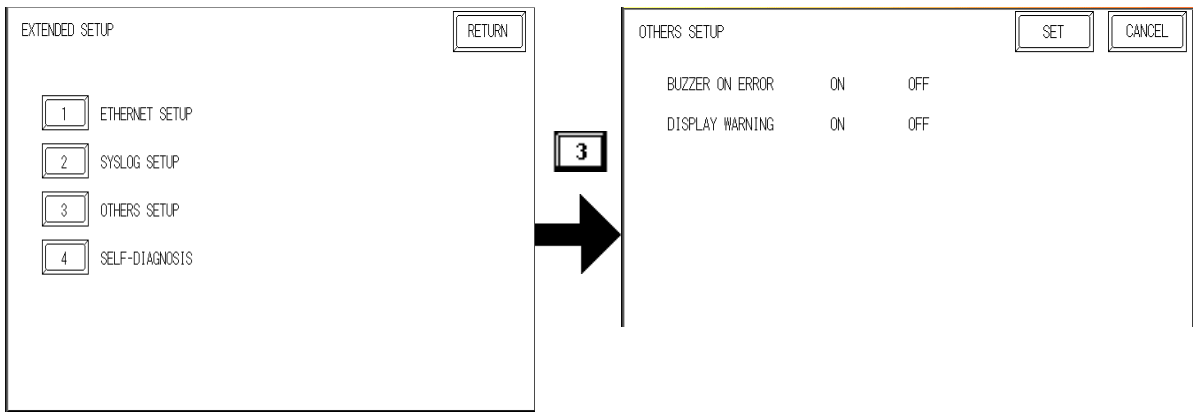 EXTENDED SETUP RETURN
1 ETHERNET SETUP
2 SYSLOG SETUP
3 OTHERS SETUP
4 SELF-DIAGNOSIS
3
OTHERS SETUP SET CANCEL
BUZZER ON ERROR ON OFF
DISPLAY WARNING ON OFF